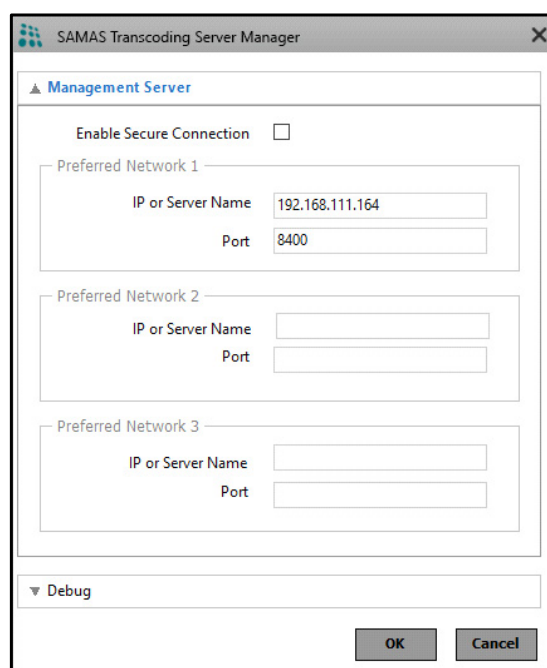 SAMAS Transcoding Server Manager
Management Server
Enable Secure Connection
Preferred Network 1
IP or Server Name 192.168.111.164
Port 8400
Preferred Network 2
IP or Server Name
Port
Preferred Network 3
IP or Server Name
Port
Debug
OK Cancel